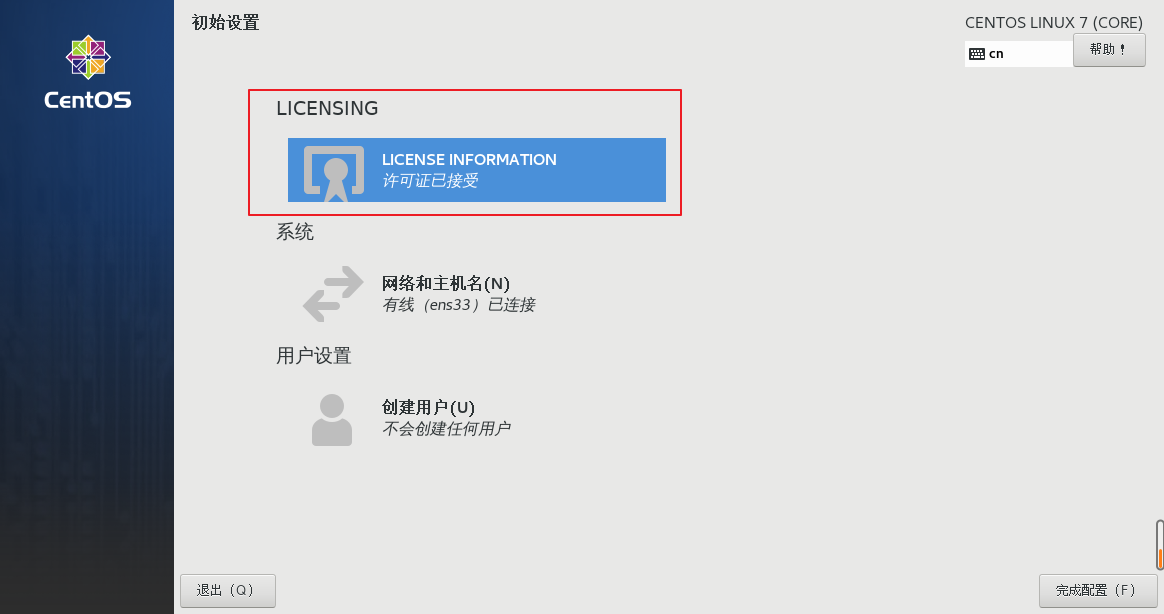 CentOS
初始设置
CENTOS LINUX 7 (CORE)
cn
帮助！
LICENSING
LICENSE INFORMATION
许可证已接受
系统
网络和主机名(N)
有线（ens33）已连接
用户设置
创建用户(U)
不会创建任何用户
退出（Q）
完成配置（F）